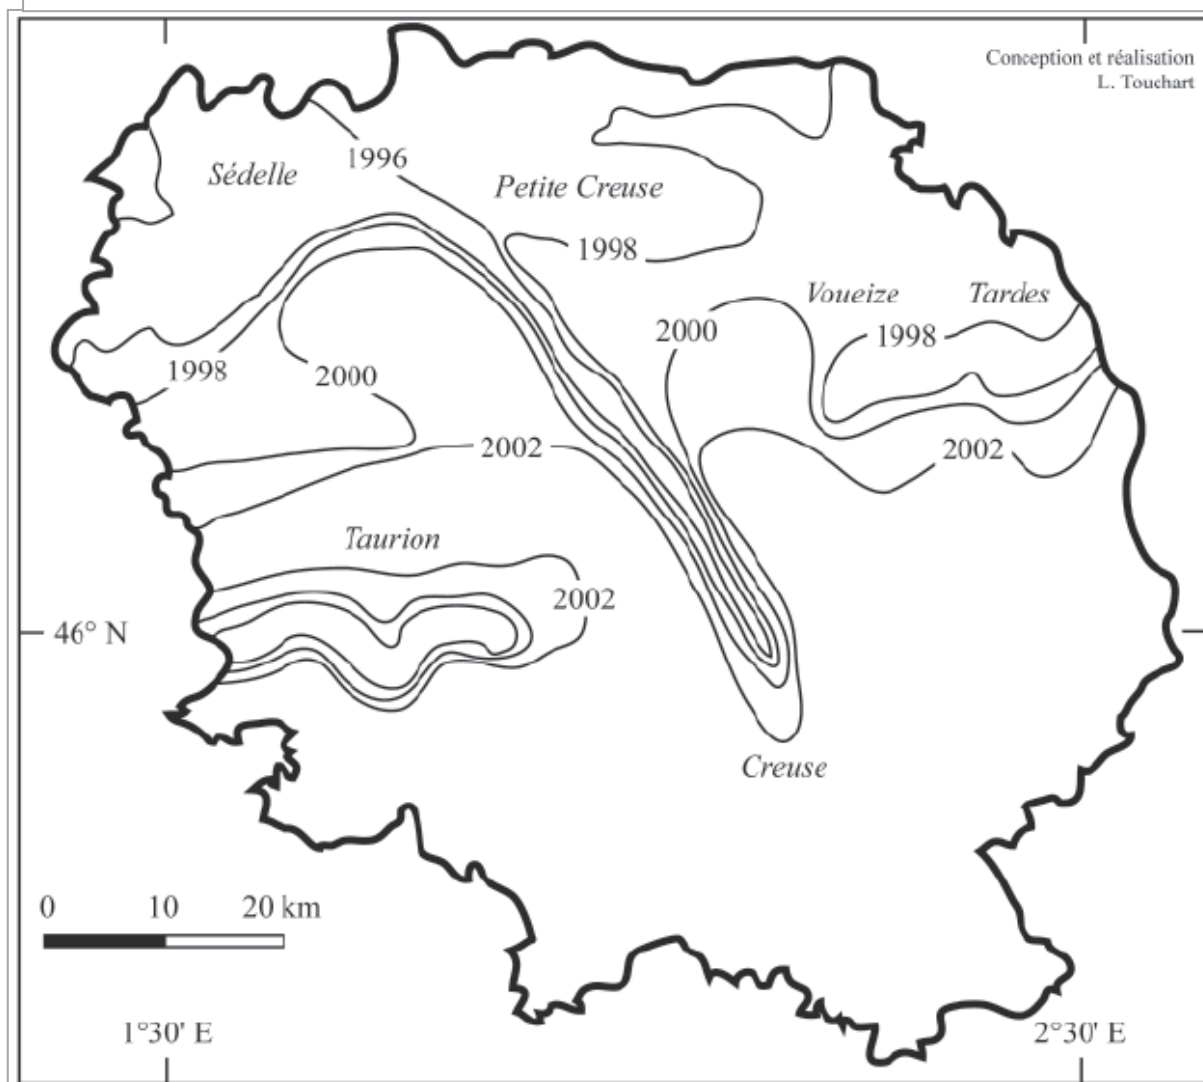 Conception et réalisation
L. Touchart
1996
Sédelle
Petite Creuse
1998
Voueize
Tardes
2000
1998
1998
2000
2002
2002
Taurion
2002
46° N
Creuse
0 10 20 km
1°30' E
2°30' E